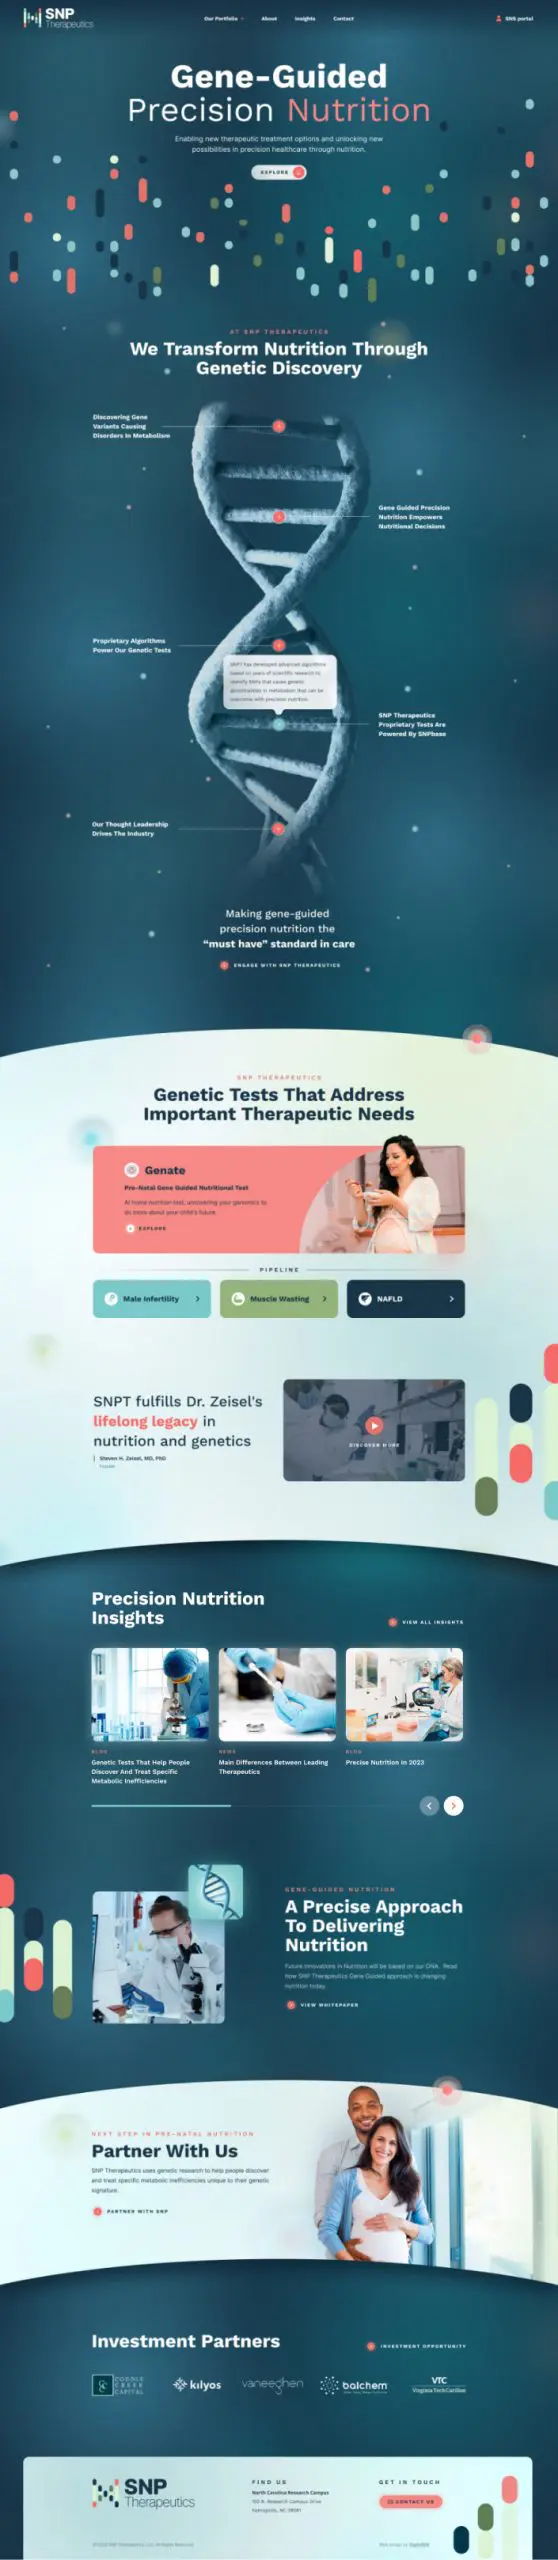 SNP
Therapeutics
Our Portfolio
About
Insights
Contact
SNS portal
Gene-Guided
Precision Nutrition
Enabling new therapeutic treatment options and unlocking new
possibilities in precision healthcare through nutrition.
EXPLORE
AT SNP THERAPEUTICS
We Transform Nutrition Through
Genetic Discovery
Discovering Gene
Variants Causing
Disorders In Metabolism
Gene Guided Precision
Nutrition Empowers
Nutritional Decisions
Proprietary Algorithms
Power Our Genetic Tests
SNPT has developed advanced algorithms
based on years of scientific research to
identify SNPs that cause genetic
in metabolism that can be
overcome with precision nutrition.
SNP Therapeutics
Proprietary Tests Are
Powered By SNPbase
Our Thought Leadership
Drives The Industry
Making gene-guided
precision nutrition the
“must have” standard in care
ENGAGE WITH SNP THERAPEUTICS
SNP THERAPEUTICS
Genetic Tests That Address
Important Therapeutic Needs
Genate
Pre-Natal Gene Guided Nutritional Test
At home nutrition test, uncovering your genomics to
do more about your child's future.
EXPLORE
PIPELINE
Male Infertility
Muscle Wasting
NAFLD
SNPT fulfills Dr. Zeisel's
lifelong legacy in
nutrition and genetics
Steven H. Zeisel, MD, PhD
Founder
DISCOVER MORE
Precision Nutrition
Insights
VIEW ALL INSIGHTS
BLOG
Genetic Tests That Help People
Discover And Treat Specific
Metabolic Inefficiencies
NEWS
Main Differences Between Leading
Therapeutics
BLOG
Precise Nutrition in 2023
GENE-GUIDED NUTRITION
A Precise Approach
To Delivering
Nutrition
Future innovations in Nutrition will be based on our DNA. Read
how SNP Therapeutics Gene Guided approach is changing
nutrition today.
VIEW WHITEPAPER
NEXT STEP IN PRE-NATAL NUTRITION
Partner With Us
SNP Therapeutics uses genetic research to help people discover
and treat specific metabolic inefficiencies unique to their genetic
signature.
PARTNER WITH SNP
Investment Partners
INVESTMENT OPPORTUNITY
CREEK
CAPITAL
kilyos
vaneeghen
balchem
VTC
Virginia Tech Carilion
SNP
Therapeutics
FIND US
North Carolina Research Campus
Research Campus Drive
Kannapolis, NC 28081
GET IN TOUCH
CONTACT US
SNP Therapeutics, LLC. All Rights Reserved.
Web design by